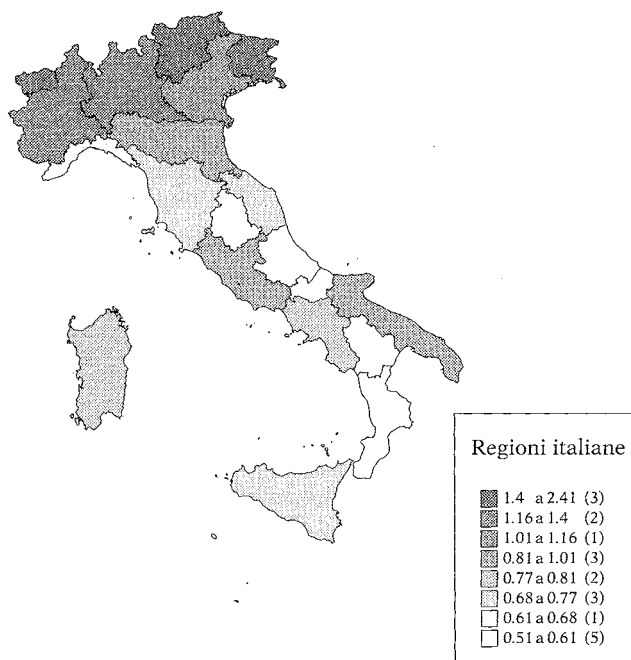 Regioni italiane
1.4 a 2.41 (3)
1.16 a 1.4 (2)
1.01 a 1.16 (1)
0.81 a 1.01 (3)
0.77 a 0.81 (2)
0.68 a 0.77 (3)
0.61 a 0.68 (1)
0.51 a 0.61 (5)